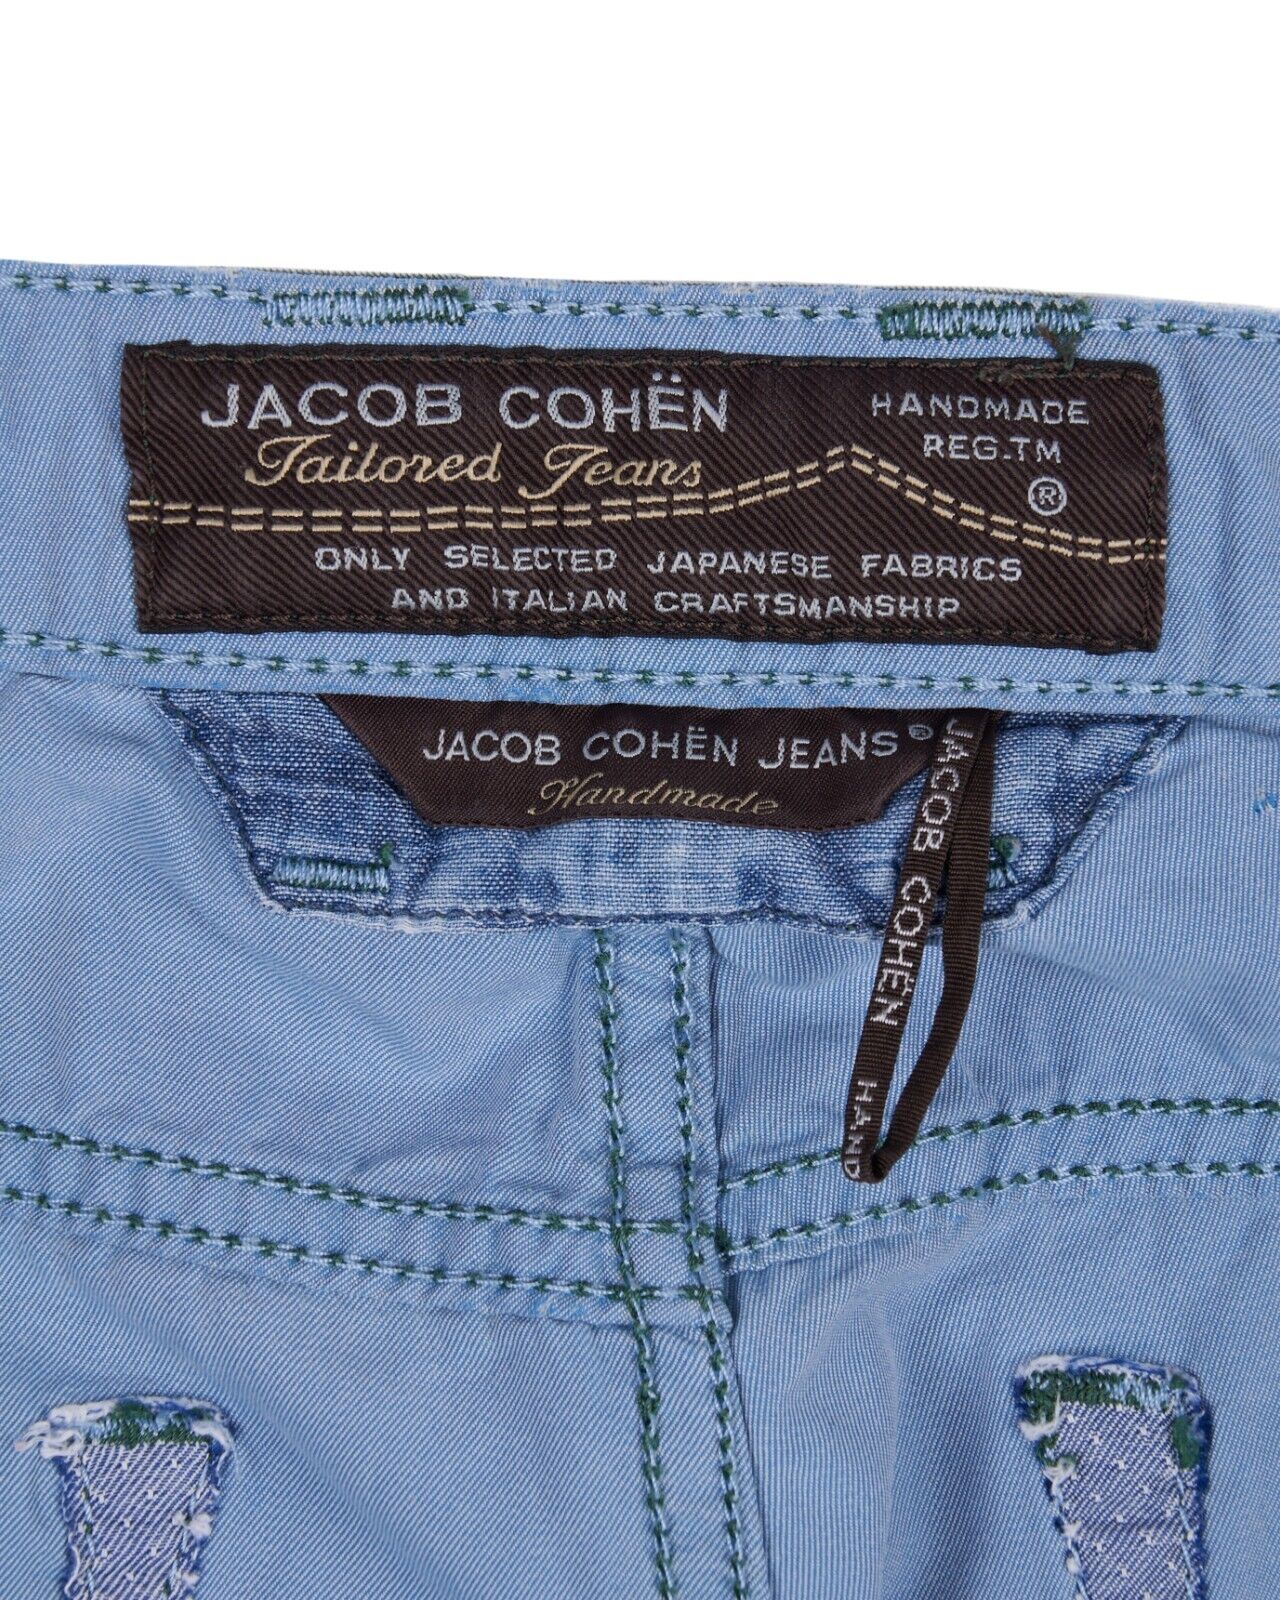 JACOB COHËN
Tailored Jeans
HANDMADE
REG.TM
®
ONLY SELECTED JAPANESE FABRICS
AND ITALIAN CRAFTSMANSHIP
JACOB COHËN JEANS®
Handmade
JACOB COHËN HAND